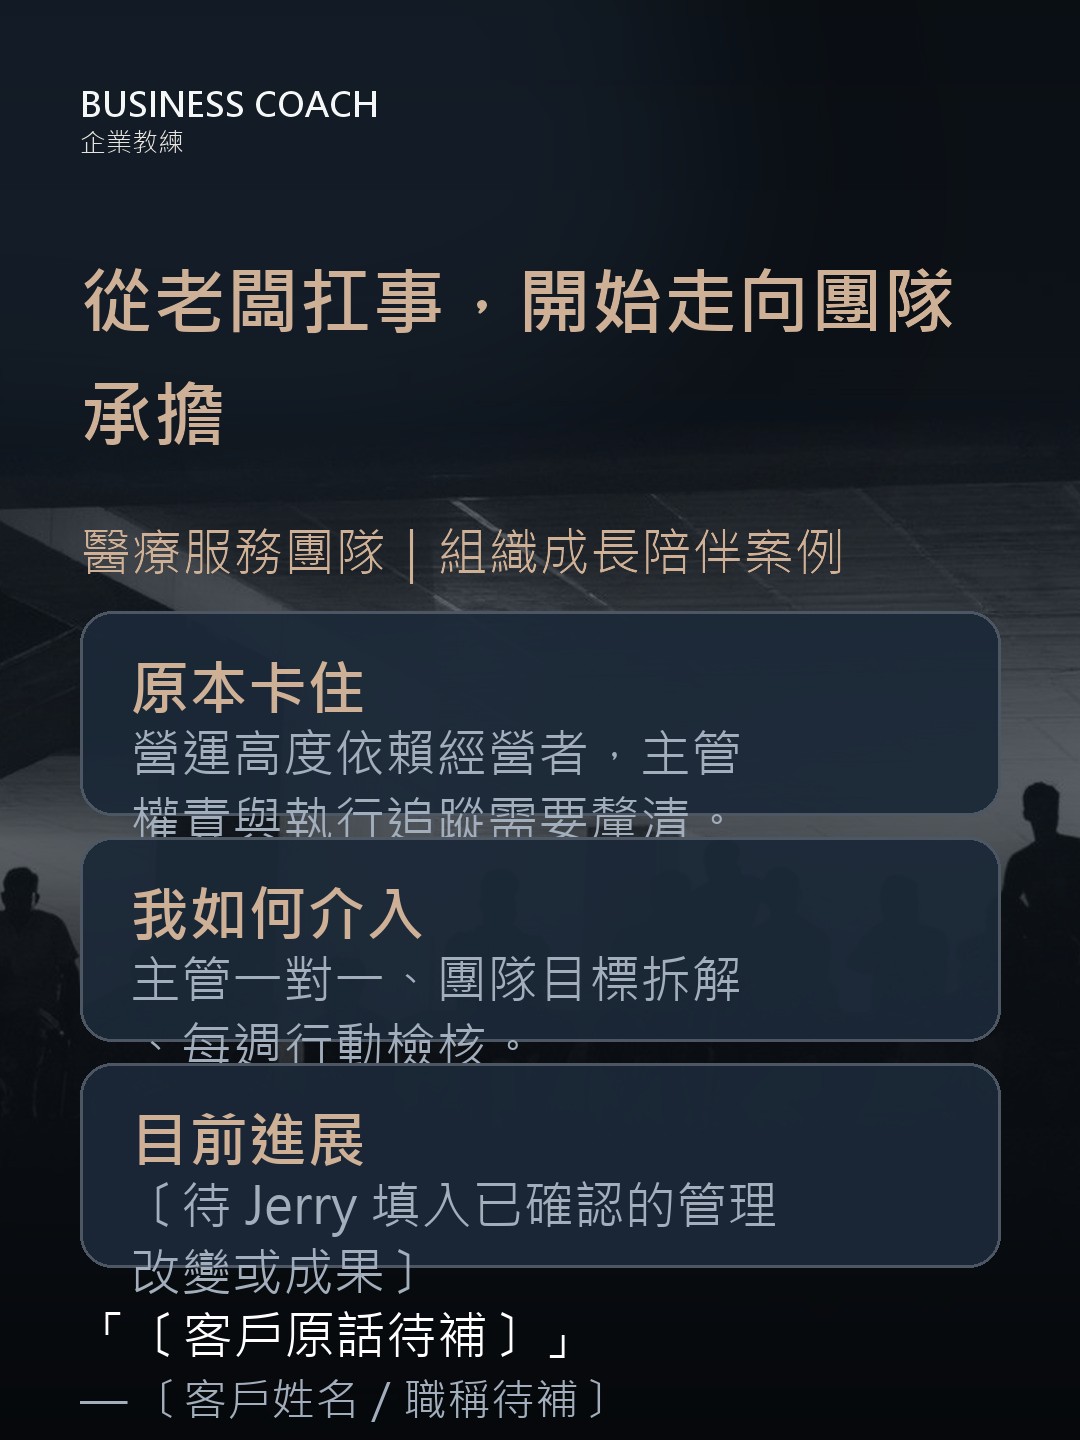 BUSINESS COACH
企業教練
從老闆扛事，開始走向團隊
承擔
醫療服務團隊｜組織成長陪伴案例
原本卡住
營運高度依賴經營者，主管
權責與執行追蹤需要釐清。
我如何介入
主管一對一、團隊目標拆解
、每週行動檢核。
目前進展
〔待 Jerry 填入已確認的管理
改變或成果〕
「〔客戶原話待補〕」
—〔客戶姓名 / 職稱待補〕